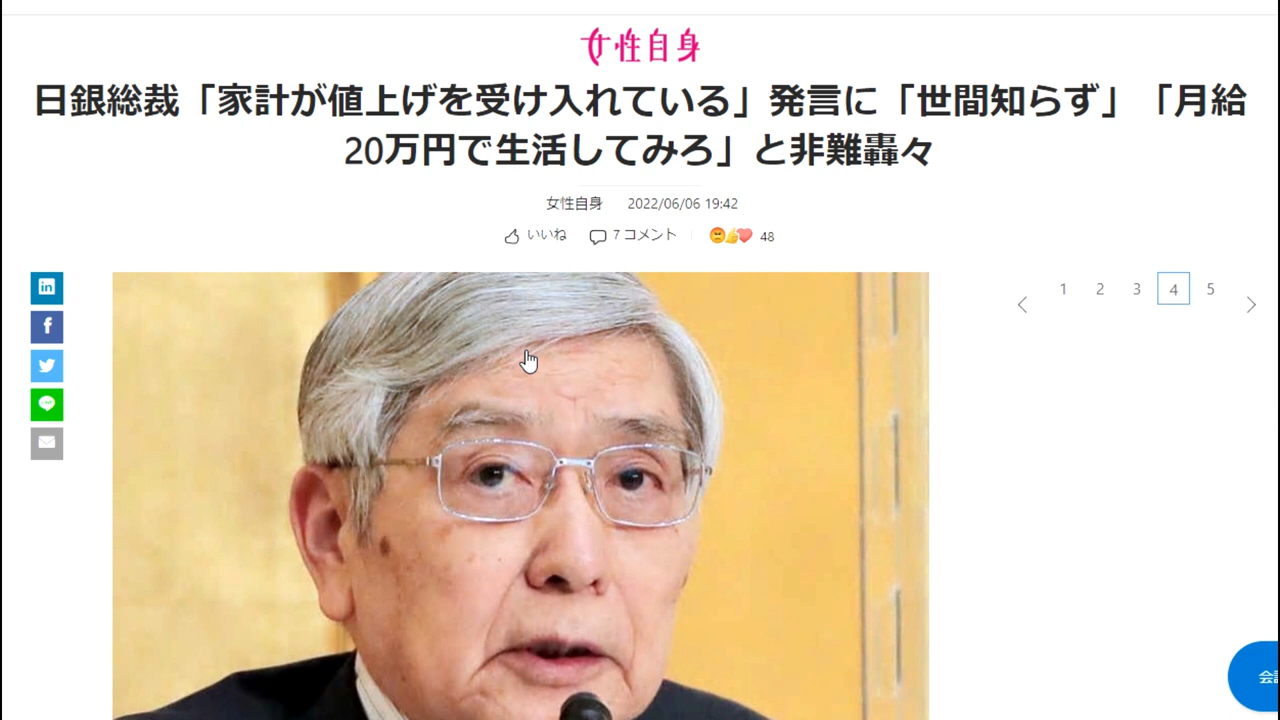 女性自身
日銀総裁「家計が値上げを受け入れている」発言に「世間知らず」「月給
20万円で生活してみろ」と非難轟々
女性自身 2022/06/06 19:42
いいね 7 コメント 48
in
f
1 2 3 4 5